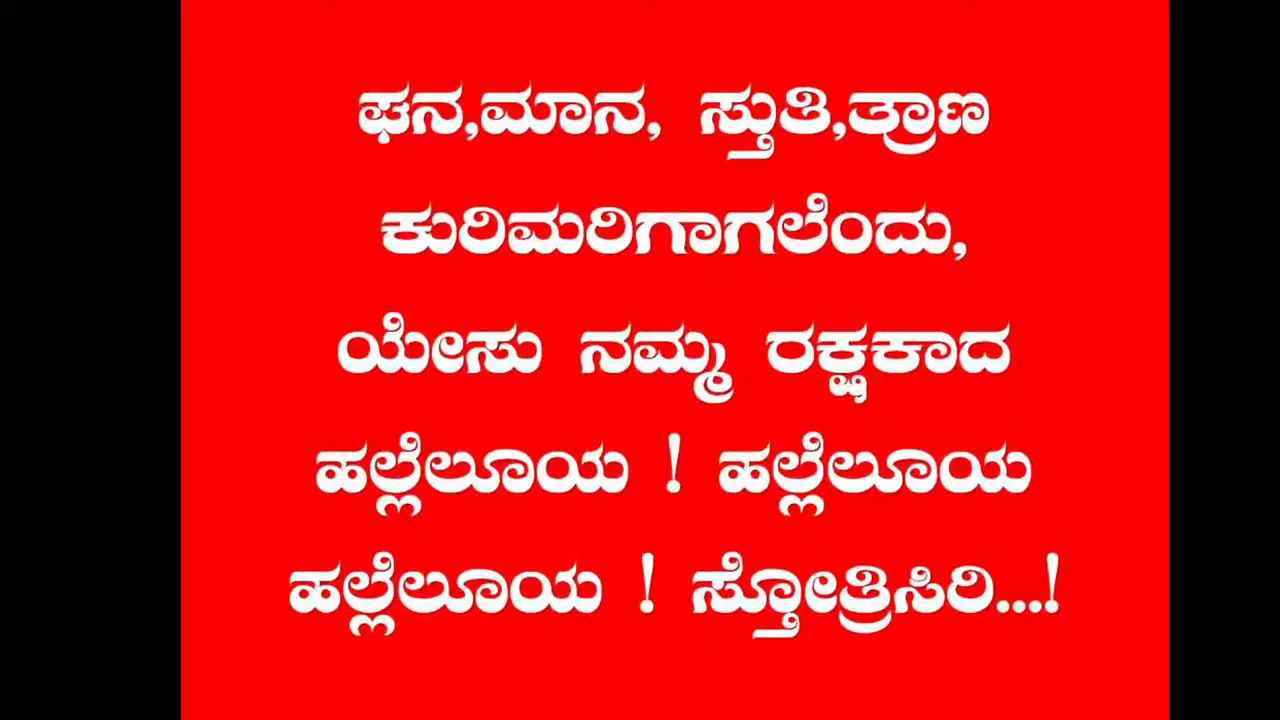 ಘನ,ಮಾನ, ಸ್ತುತಿ,ತ್ರಾಣ
ಕುರಿಮರಿಗಾಗಲೆಂದು,
ಯೇಸು ನಮ್ಮ ರಕ್ಷಕಾದ
ಹಲ್ಲೆಲೂಯ ! ಹಲ್ಲೆಲೂಯ
ಹಲ್ಲೆಲೂಯ ! ಸ್ತೋತ್ರಿಸಿರಿ...!